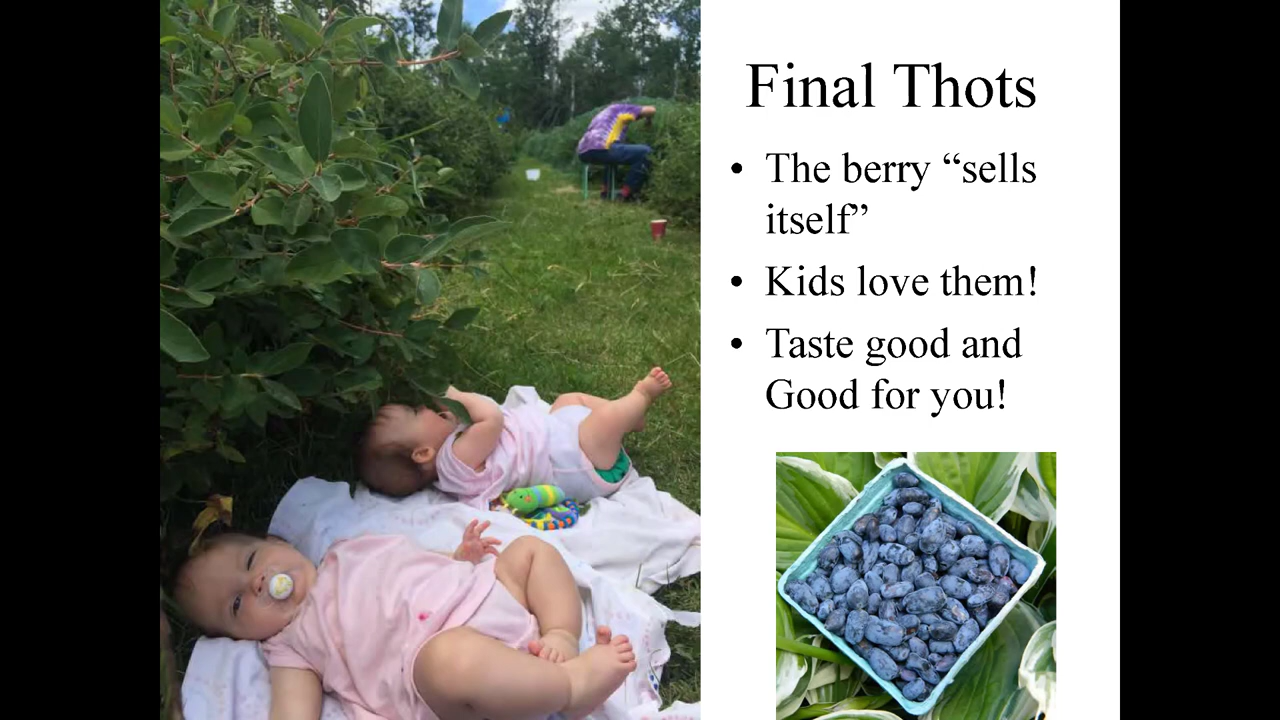 Final Thots
• The berry “sells
itself”
• Kids love them!
• Taste good and
Good for you!